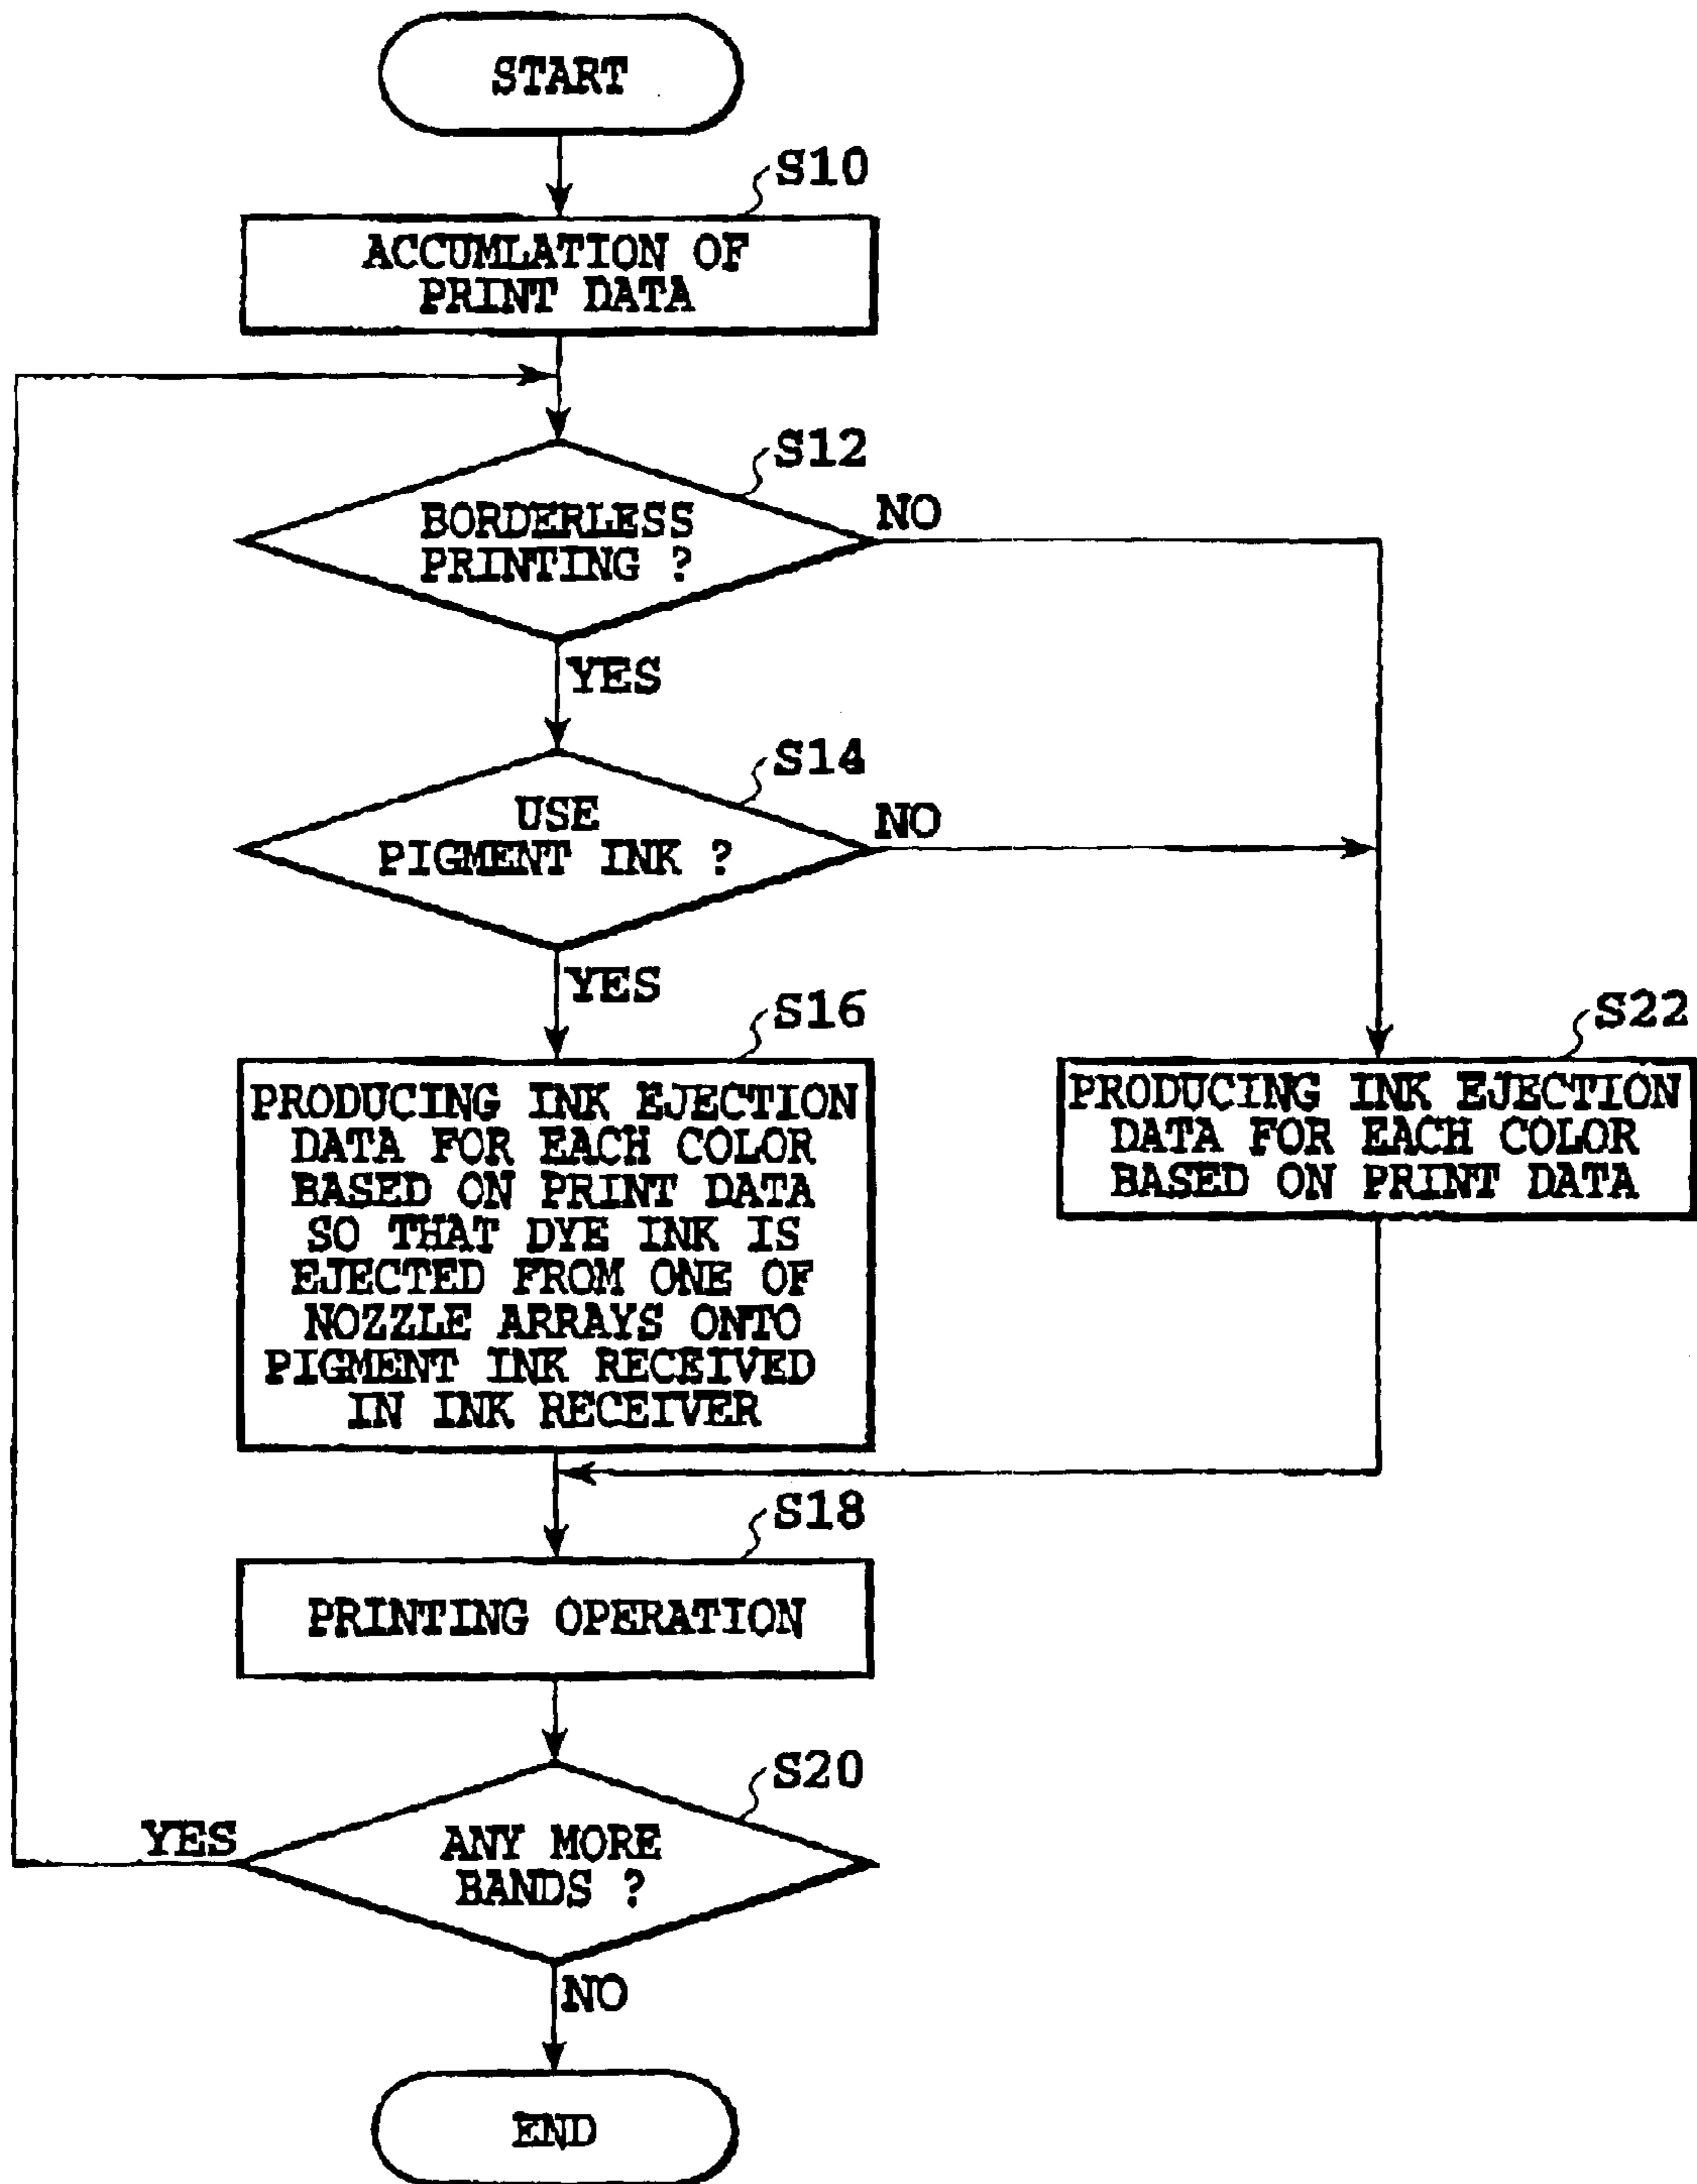 START
S10
ACCUMLATION OF
PRINT DATA
S12
BORDERLESS
PRINTING ?
NO
YES
S14
USE
PIGMENT INK ?
NO
YES
S16
PRODUCING INK EJECTION
DATA FOR EACH COLOR
BASED ON PRINT DATA
SO THAT DYE INK IS
EJECTED FROM ONE OF
NOZZLE ARRAYS ONTO
PIGMENT INK RECEIVED
IN INK RECEIVER
S22
PRODUCING INK EJECTION
DATA FOR EACH COLOR
BASED ON PRINT DATA
S18
PRINTING OPERATION
S20
ANY MORE
BANDS ?
YES
NO
END